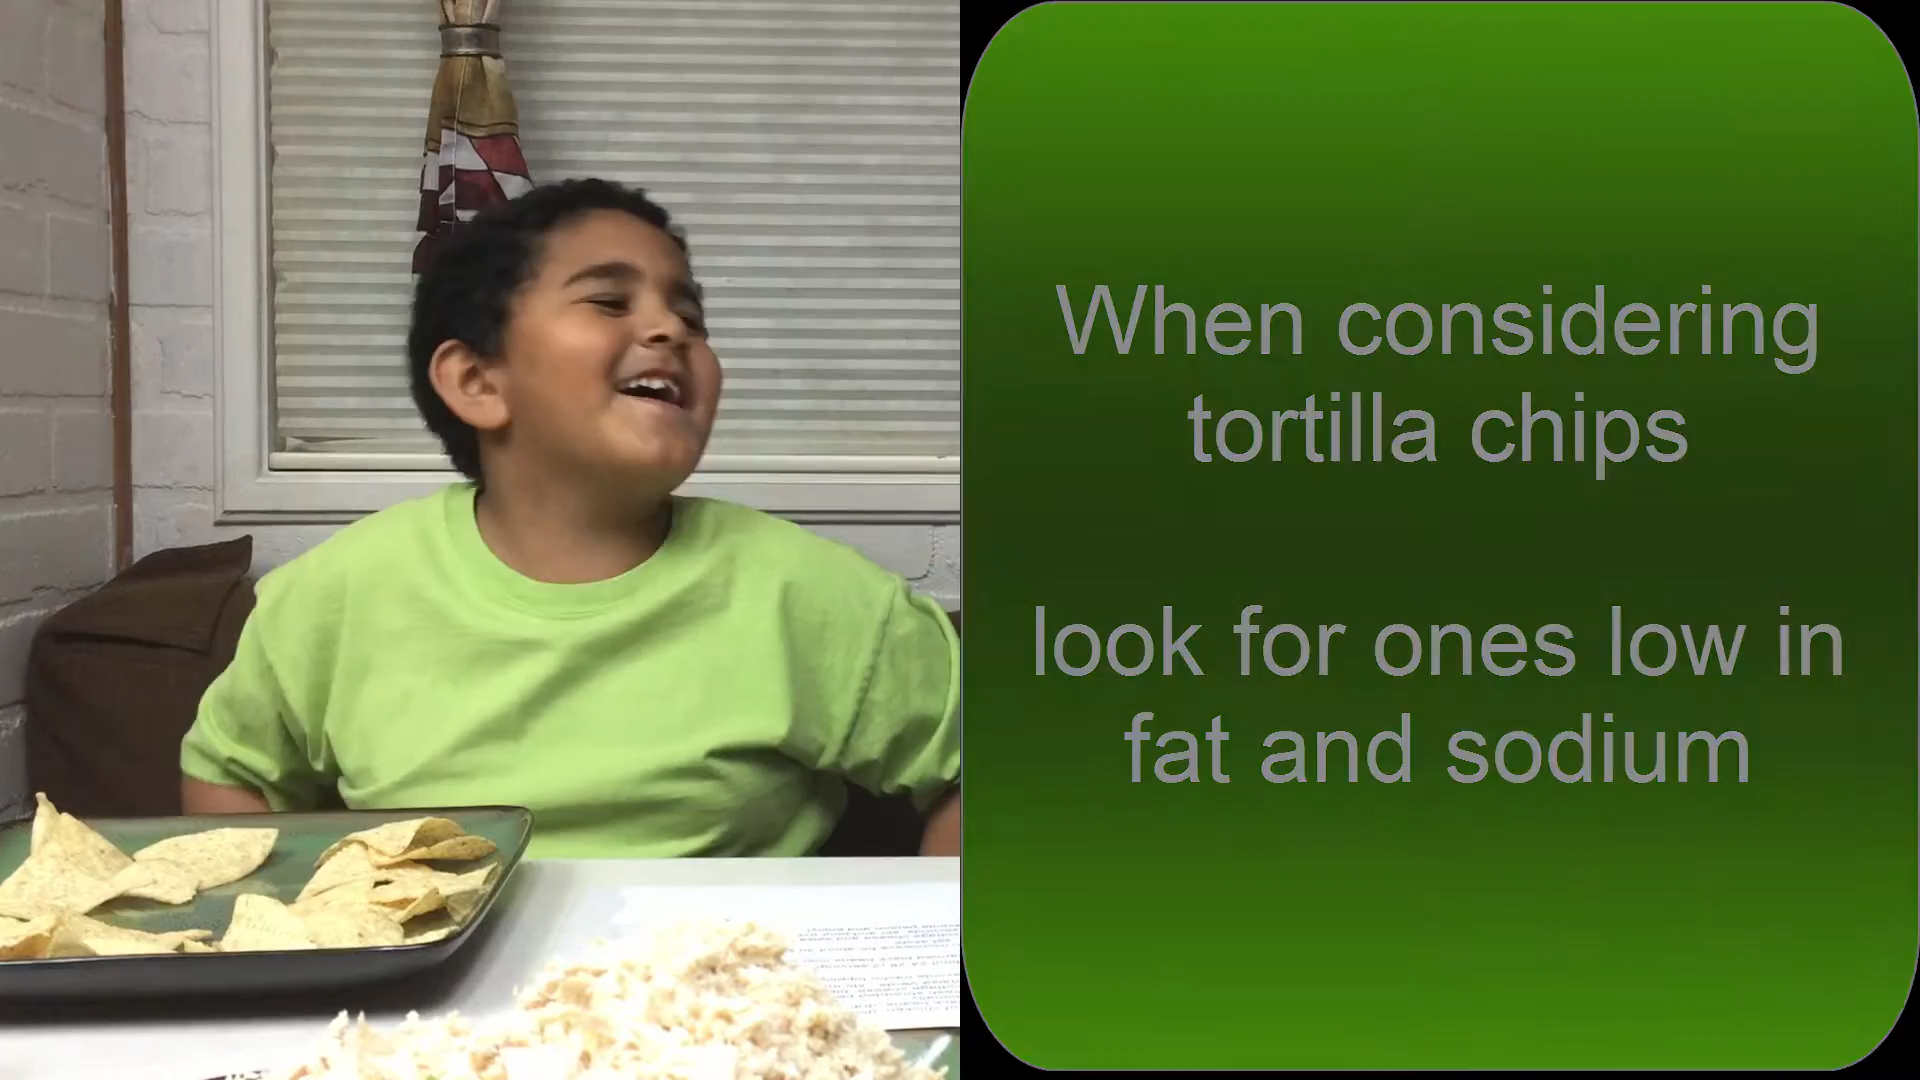 When considering
tortilla chips
look for ones low in
fat and sodium